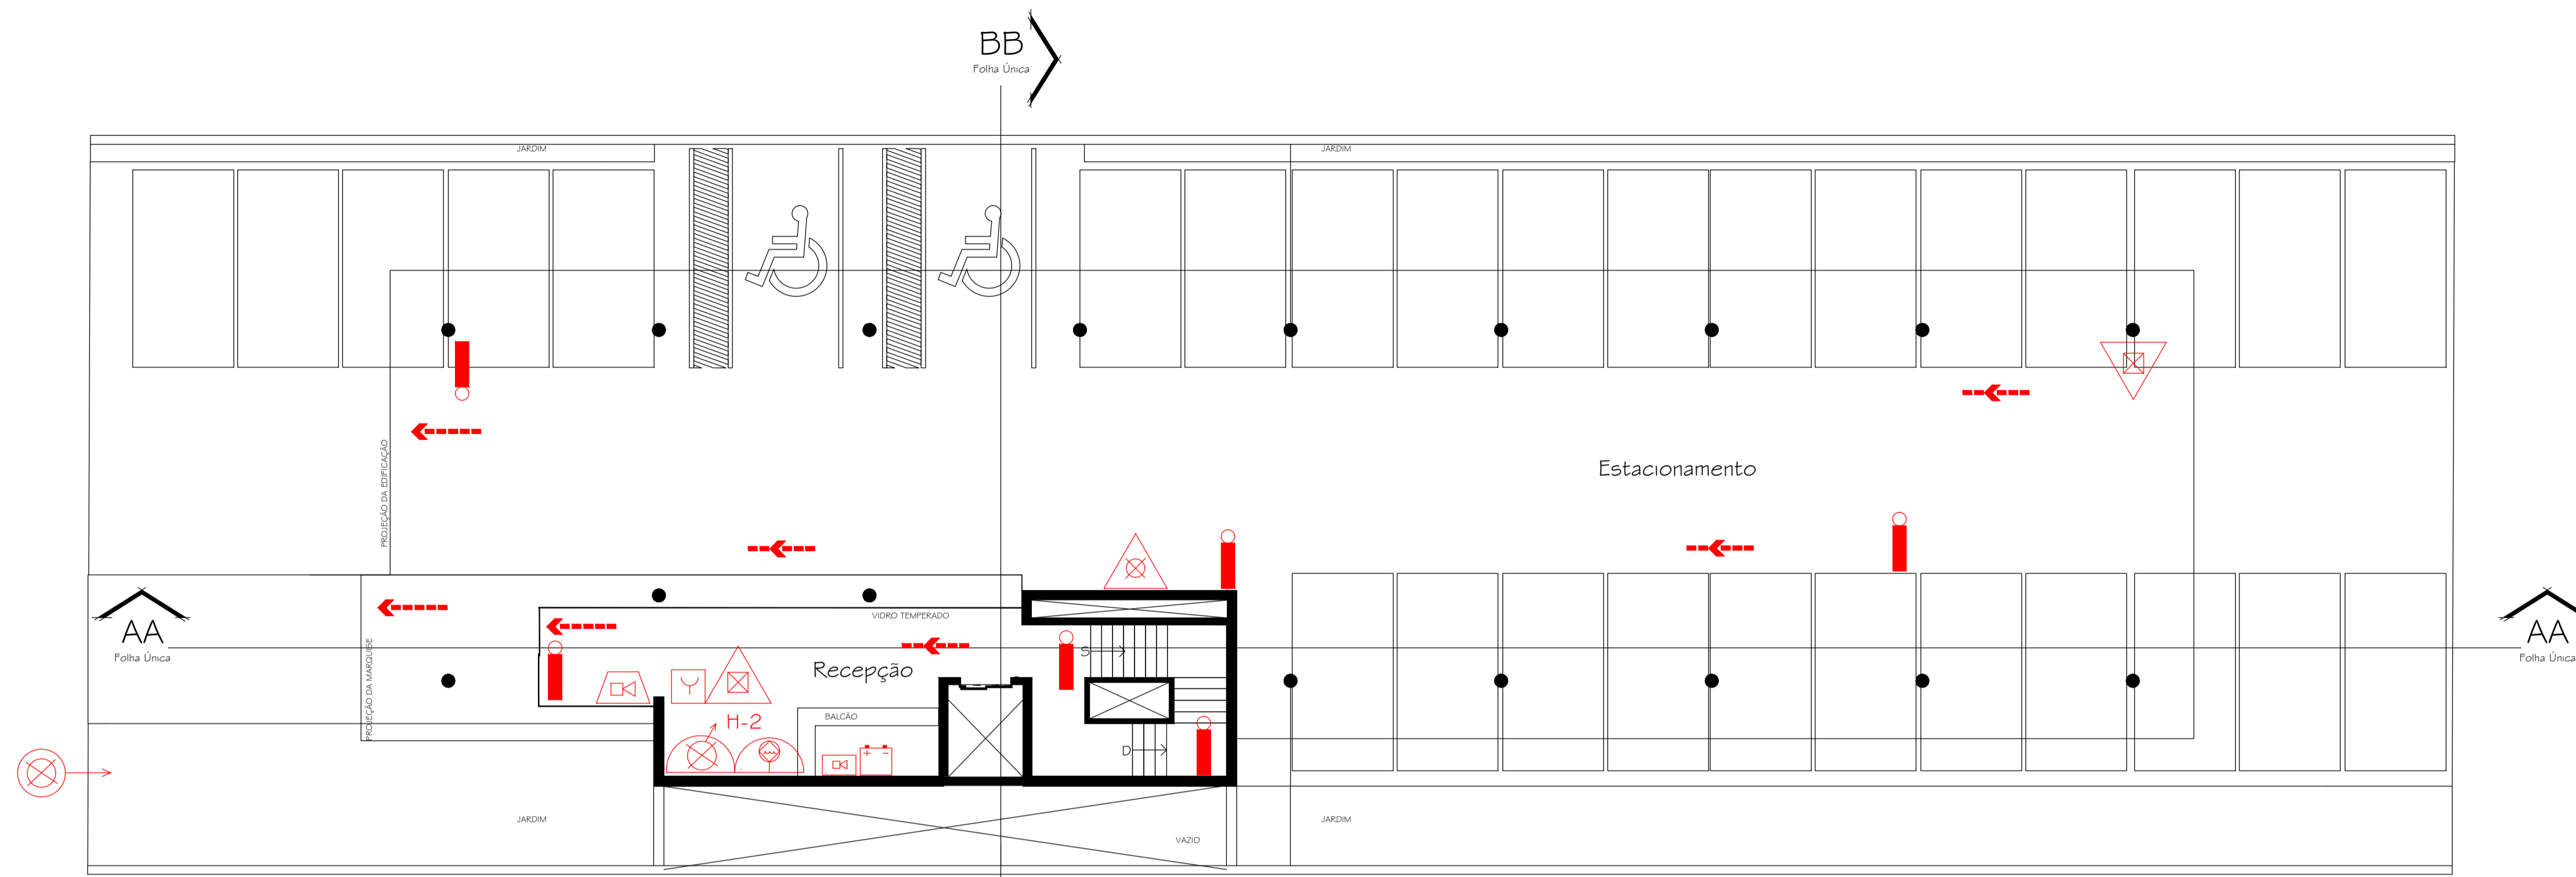 BB
Folha Única
JARDIM
JARDIM
PROJEÇÃO DA EDIFICAÇÃO
Estacionamento
AA
Folha Única
VIDRO TEMPERADO
AA
Folha Única
PROJEÇÃO DA MARQUISE
S
Recepção
H-2
BALCÃO
D
+ -
JARDIM
JARDIM
VAZIO